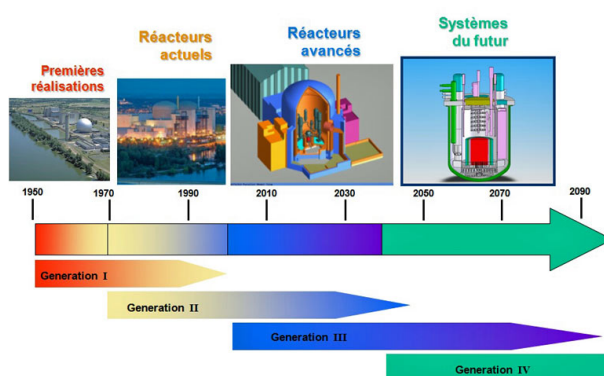 Premières
réalisations
Réacteurs
actuels
Réacteurs
avancés
Systèmes
du futur
1950
1970
1990
2010
2030
2050
2070
2090
Generation I
Generation II
Generation III
Generation IV